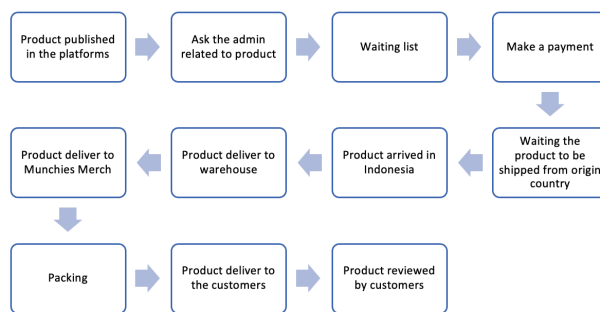 Product published
in the platforms
Ask the admin
related to product
Waiting list
Make a payment
Waiting the
product to be
shipped from origin
country
Product arrived in
Indonesia
Product deliver to
warehouse
Product deliver to
Munchies Merch
Packing
Product deliver to
the customers
Product reviewed
by customers